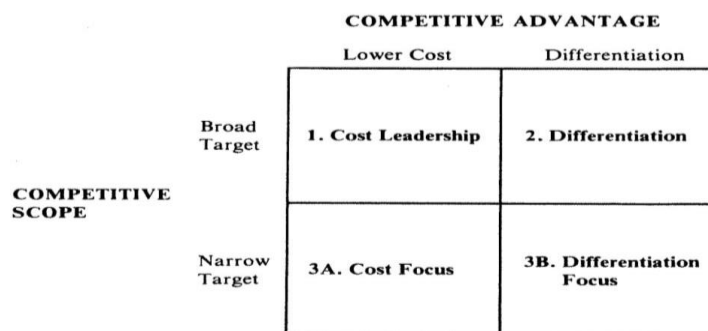 COMPETITIVE ADVANTAGE
Lower Cost Differentiation
Broad
Target
1. Cost Leadership 2. Differentiation
COMPETITIVE
SCOPE
Narrow
Target
3A. Cost Focus 3B. Differentiation
Focus